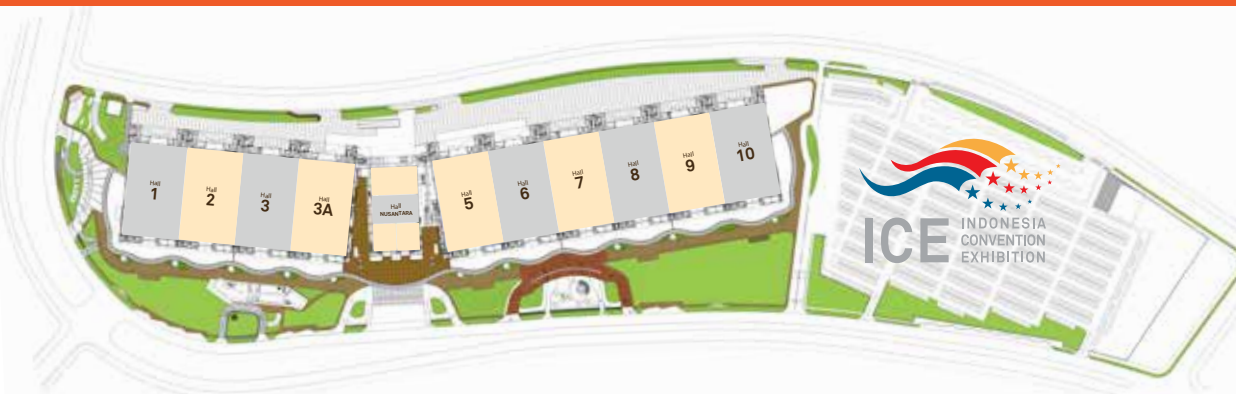 Hall
1
Hall
2
Hall
3
Hall
3A
Hall
NUSANTARA
Hall
5
Hall
6
Hall
7
Hall
8
Hall
9
Hall
10
ICE
INDONESIA
CONVENTION
EXHIBITION